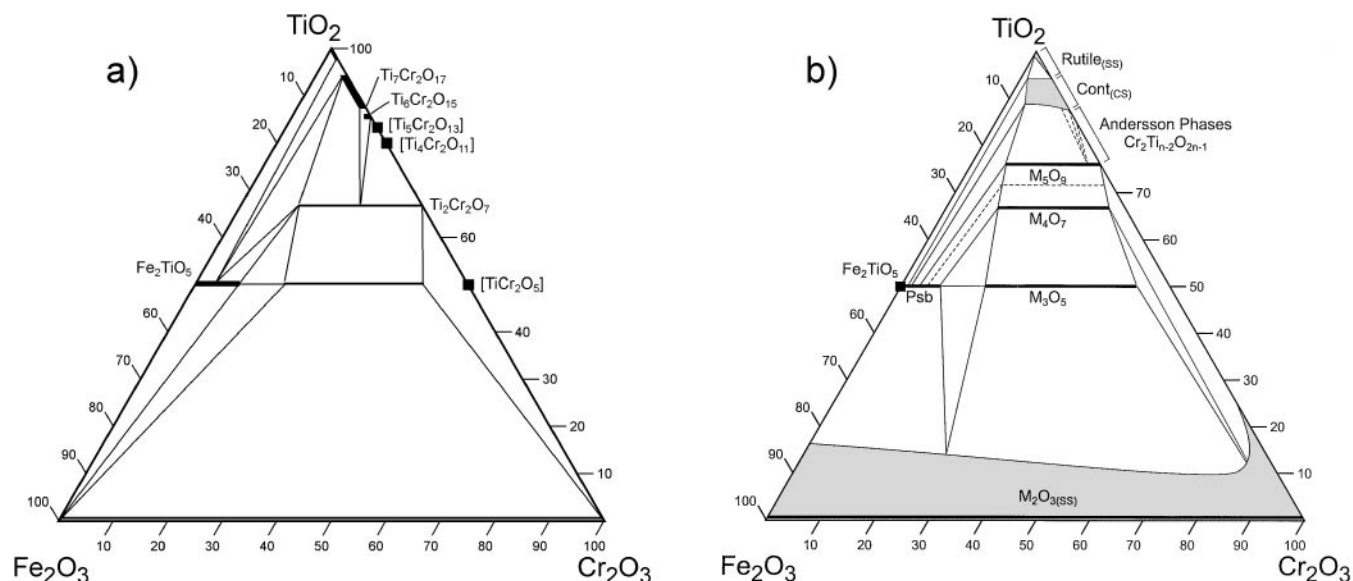 a)
TiO2
100
10
20
30
40
Ti7Cr2O17
Ti6Cr2O15
[Ti5Cr2O13]
[Ti4Cr2O11]
Ti2Cr2O7
60
Fe2TiO5
[TiCr2O5]
60
70
80
90
100
40
30
20
10
10 20 30 40 50 60 70 80 90 100
Fe2O3
Cr2O3
b)
TiO2
Rutile(SS)
Cont(CS)
Andersson Phases
Cr2Tin-2O2n-1
10
20
30
40
M5O9
M4O7
70
60
Fe2TiO5
Psb
M3O5
50
60
70
80
90
100
40
30
20
10
M2O3(SS)
10 20 30 40 50 60 70 80 90 100
Fe2O3
Cr2O3